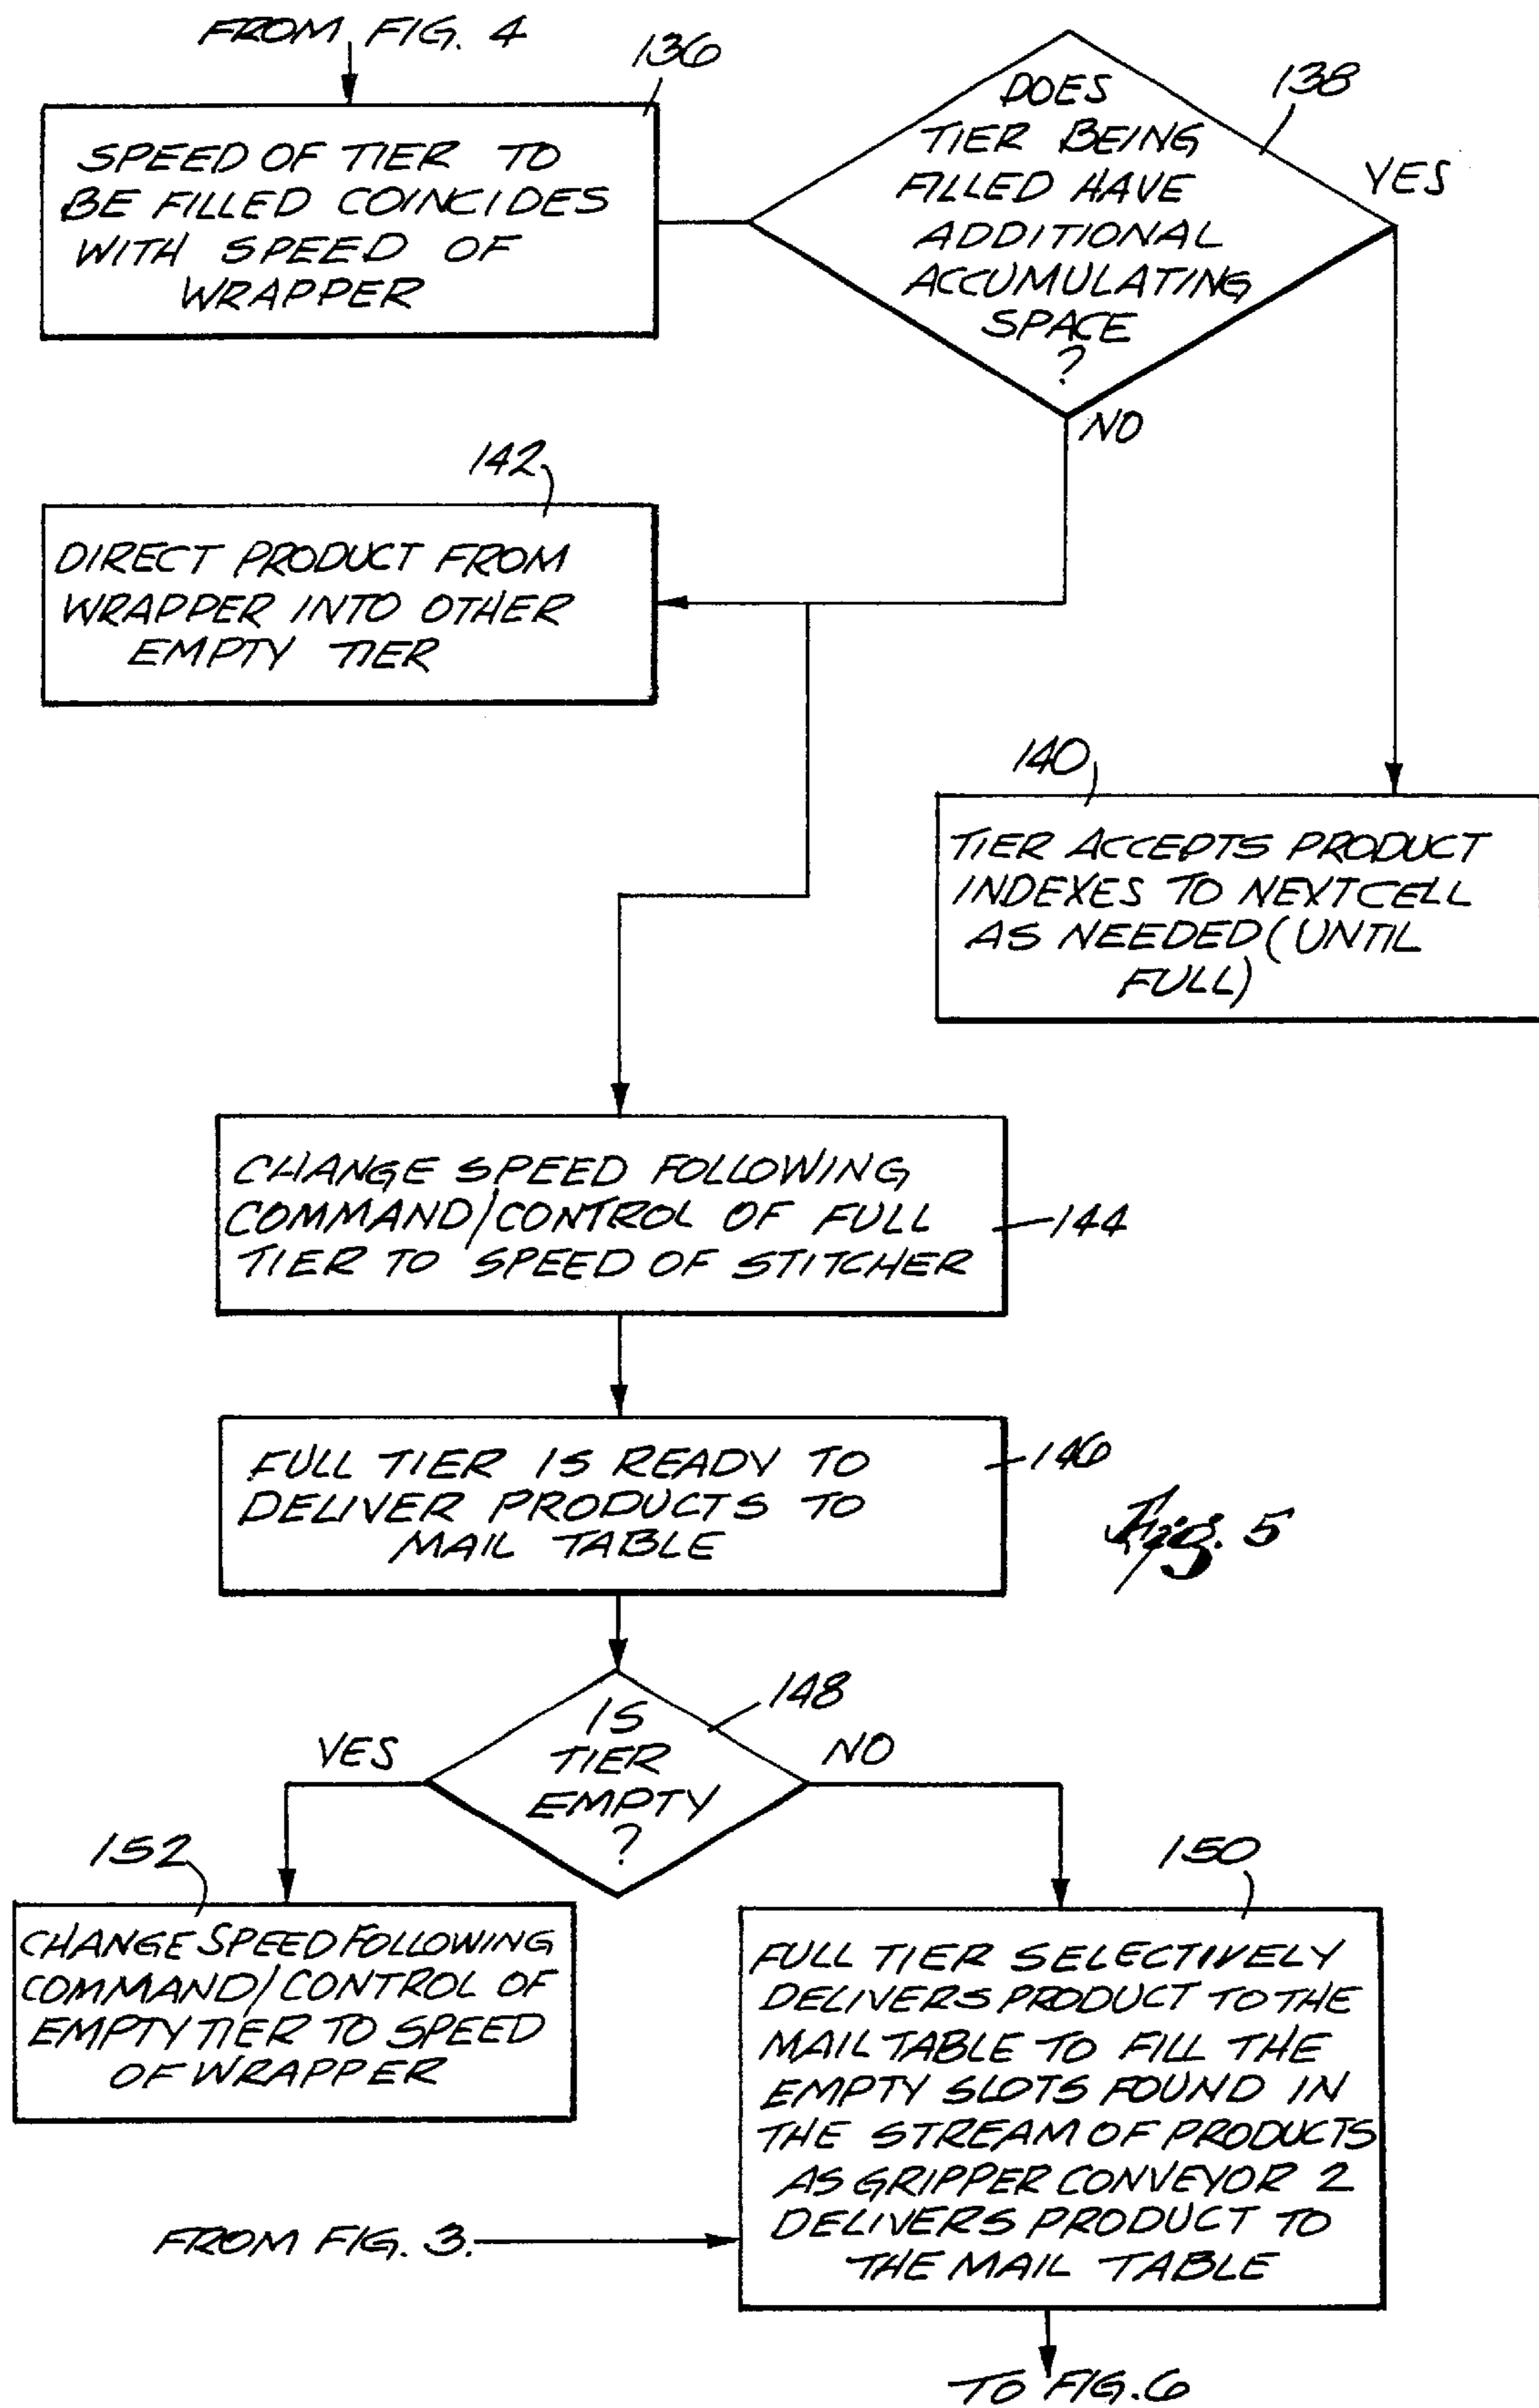 FROM FIG. 4
136
SPEED OF TIER TO
BE FILLED COINCIDES
WITH SPEED OF
WRAPPER
138
DOES
TIER BEING
FILLED HAVE
ADDITIONAL
ACCUMULATING
SPACE
?
YES
NO
142
DIRECT PRODUCT FROM
WRAPPER INTO OTHER
EMPTY TIER
140
TIER ACCEPTS PRODUCT
INDEXES TO NEXT CELL
AS NEEDED (UNTIL
FULL)
CHANGE SPEED FOLLOWING
COMMAND/CONTROL OF FULL
TIER TO SPEED OF STITCHER
144
FULL TIER IS READY TO
DELIVER PRODUCTS TO
MAIL TABLE
146
Fig. 5
148
IS
TIER
EMPTY
?
YES
NO
152
CHANGE SPEED FOLLOWING
COMMAND/CONTROL OF
EMPTY TIER TO SPEED
OF WRAPPER
150
FULL TIER SELECTIVELY
DELIVERS PRODUCT TO THE
MAIL TABLE TO FILL THE
EMPTY SLOTS FOUND IN
THE STREAM OF PRODUCTS
AS GRIPPER CONVEYOR 2
DELIVERS PRODUCT TO
THE MAIL TABLE
FROM FIG. 3.
TO FIG. 6